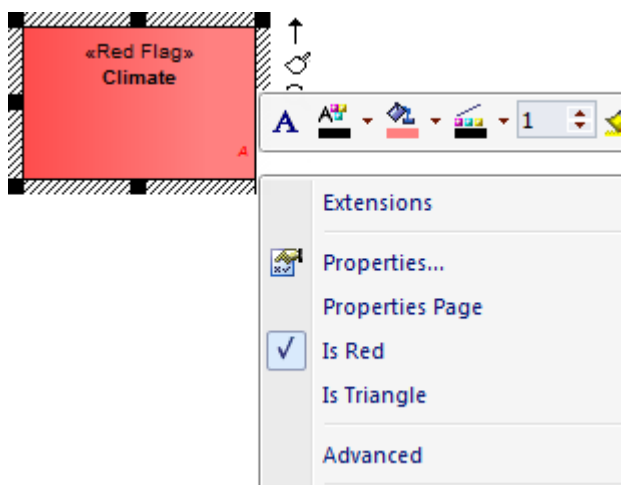 «Red Flag»
Climate
A
A
A
1
Extensions
Properties...
Properties Page
Is Red
Is Triangle
Advanced